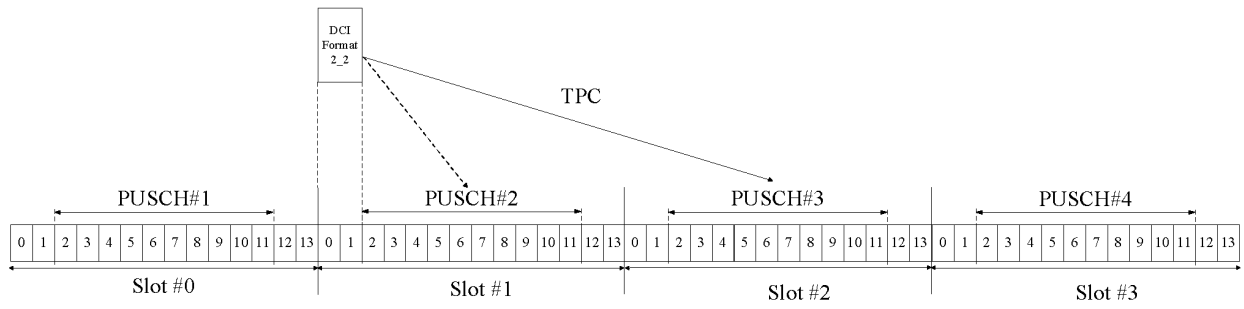 DCI
Format
2_2
TPC
PUSCH#1 PUSCH#2 PUSCH#3 PUSCH#4
0 1 2 3 4 5 6 7 8 9 10 11 12 13 0 1 2 3 4 5 6 7 8 9 10 11 12 13 0 1 2 3 4 5 6 7 8 9 10 11 12 13 0 1 2 3 4 5 6 7 8 9 10 11 12 13
Slot #0 Slot #1 Slot #2 Slot #3